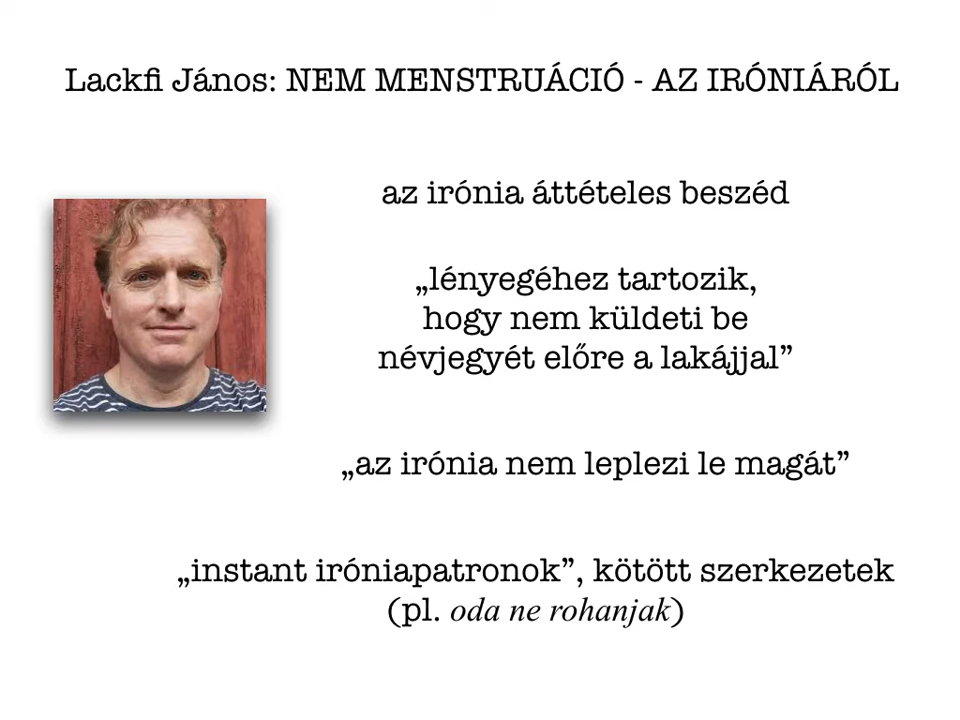 Lackfi János: NEM MENSTRUÁCIÓ - AZ IRÓNIÁRÓL
az irónia áttételes beszéd
„lényegéhez tartozik,
hogy nem küldeti be
névjegyét előre a lakájjal”
„az irónia nem leplezi le magát”
„instant iróniapatronok”, kötött szerkezetek
(pl. oda ne rohanjak)